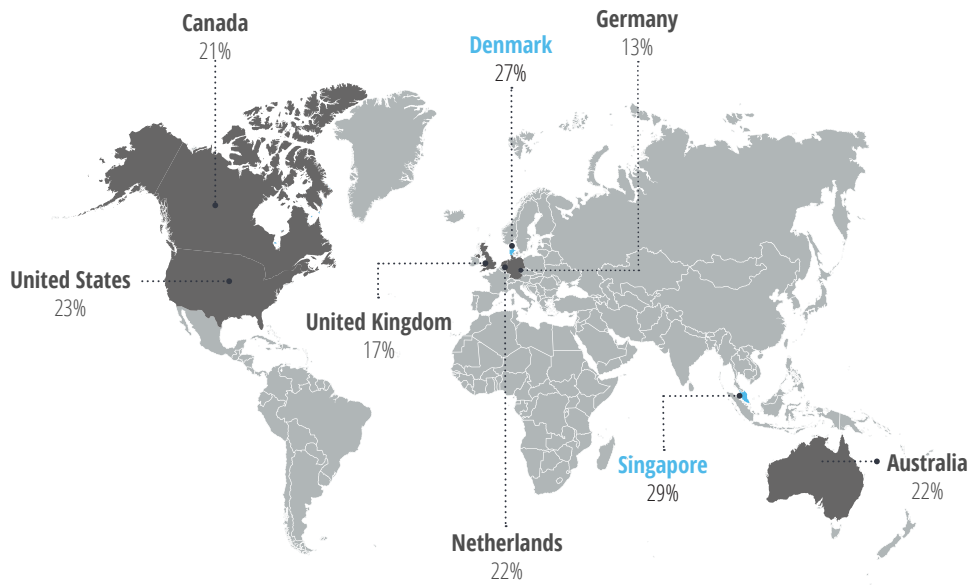 Canada
21%
Germany
13%
Denmark
27%
United States
23%
United Kingdom
17%
Singapore
29%
Australia
22%
Netherlands
22%